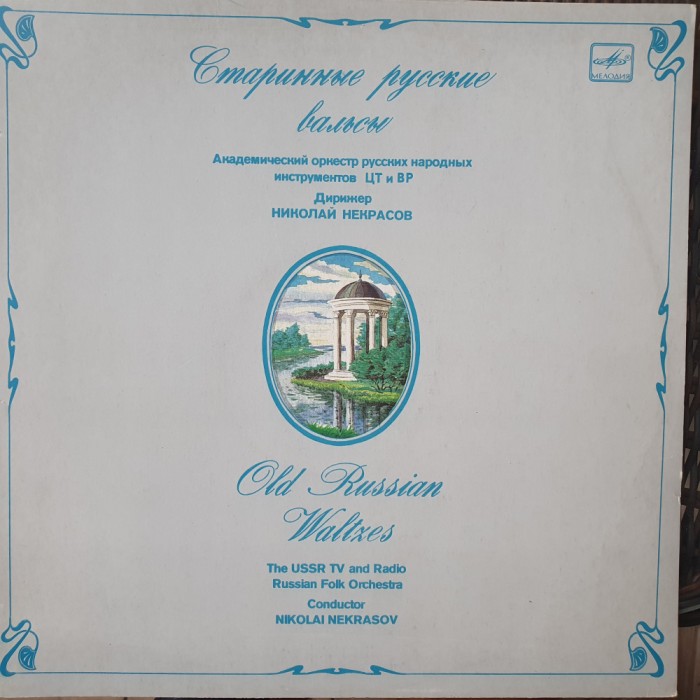 Старинные русские
вальсы
МЕЛОДИЯ
Академический оркестр русских народных
инструментов ЦТ и ВР
Дирижер
НИКОЛАЙ НЕКРАСОВ
Old Russian
Waltzes
The USSR TV and Radio
Russian Folk Orchestra
Conductor
NIKOLAI NEKRASOV